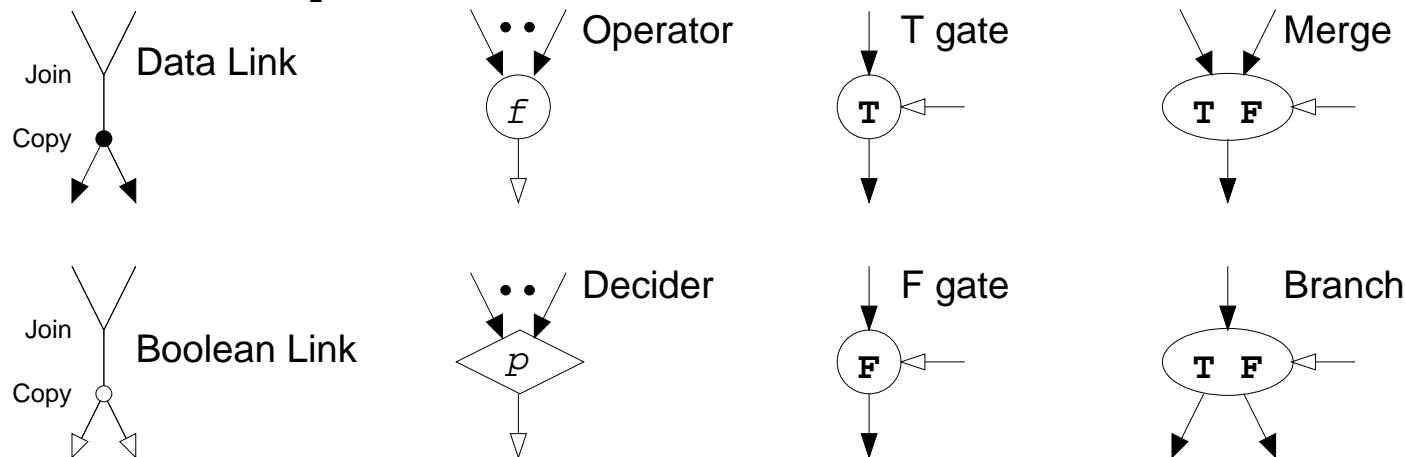 Join
Copy
Data Link
f
Operator
T
T gate
T F
Merge
Join
Copy
Boolean Link
p
Decider
F
F gate
T F
Branch